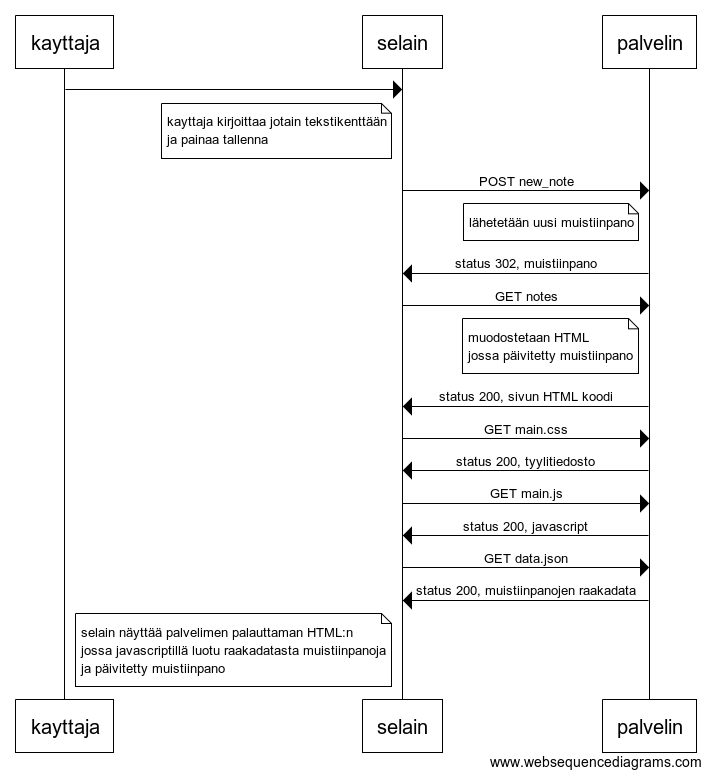 kayttaja selain palvelin
kayttaja kirjoittaa jotain tekstikenttään
ja painaa tallenna
POST new_note
lähetetään uusi muistiinpano
status 302, muistiinpano
GET notes
muodostetaan HTML
jossa päivitetty muistiinpano
status 200, sivun HTML koodi
GET main.css
status 200, tyylitiedosto
GET main.js
status 200, javascript
GET data.json
status 200, muistiinpanojen raakadata
selain näyttää palvelimen palauttaman HTML:n
jossa javascriptillä luotu raakadatasta muistiinpanoja
ja päivitetty muistiinpano
kayttaja selain palvelin
www.websequencediagrams.com